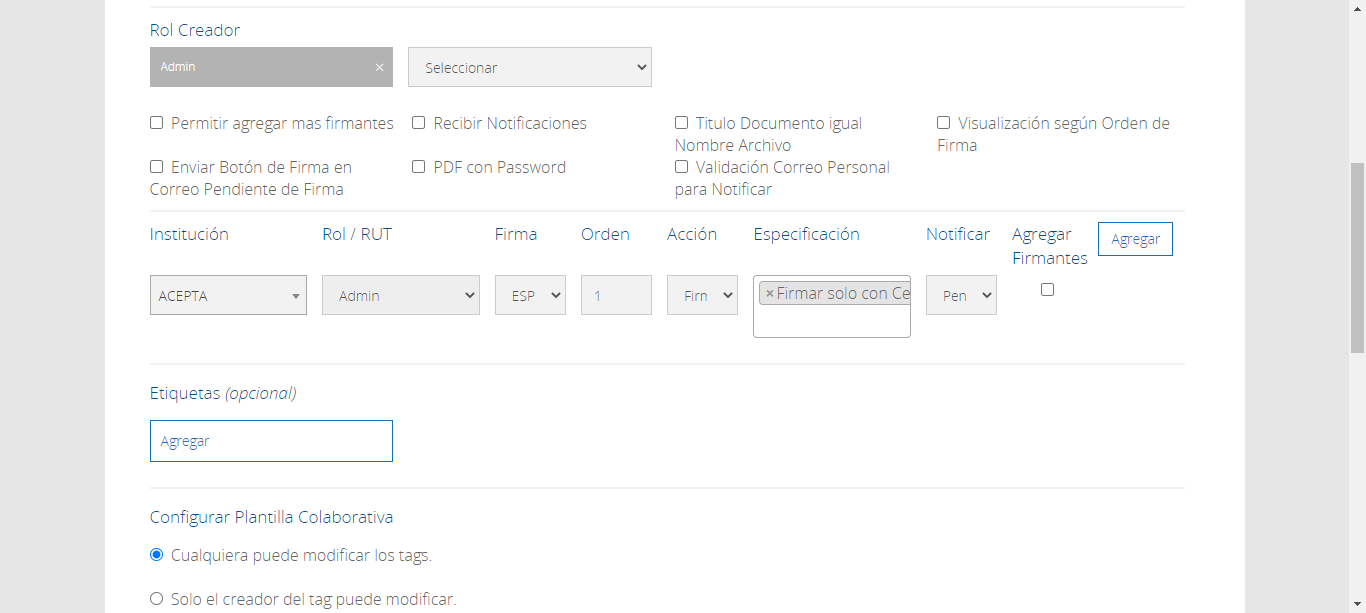 Rol Creador
Admin ×
Seleccionar
Permitir agregar mas firmantes
Recibir Notificaciones
Titulo Documento igual
Nombre Archivo
Visualización según Orden de
Firma
Enviar Botón de Firma en
Correo Pendiente de Firma
PDF con Password
Validación Correo Personal
para Notificar
Institución
Rol / RUT
Firma
Orden
Acción
Especificación
Notificar
Agregar
Firmantes
Agregar
ACEPTA
Admin
ESP
1
Firn
×Firmar solo con Ce
Pen
Etiquetas (opcional)
Agregar
Configurar Plantilla Colaborativa
Cualquiera puede modificar los tags.
Solo el creador del tag puede modificar.